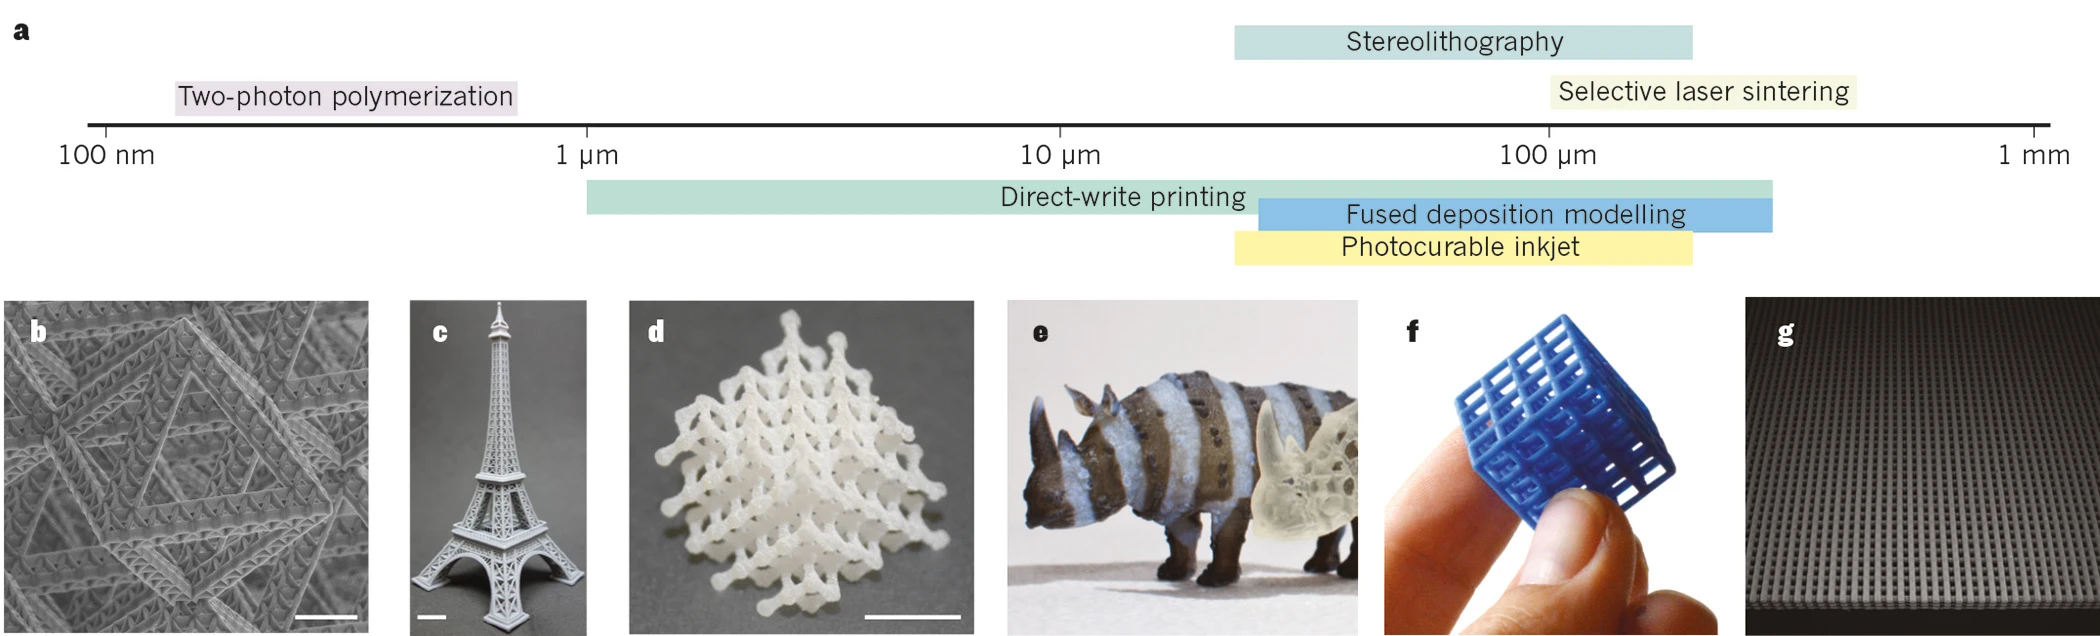 a
Stereolithography
Selective laser sintering
Two-photon polymerization
100 nm
1 µm
10 µm
100 µm
1 mm
Direct-write printing
Fused deposition modelling
Photocurable inkjet
b
c
d
e
f
g